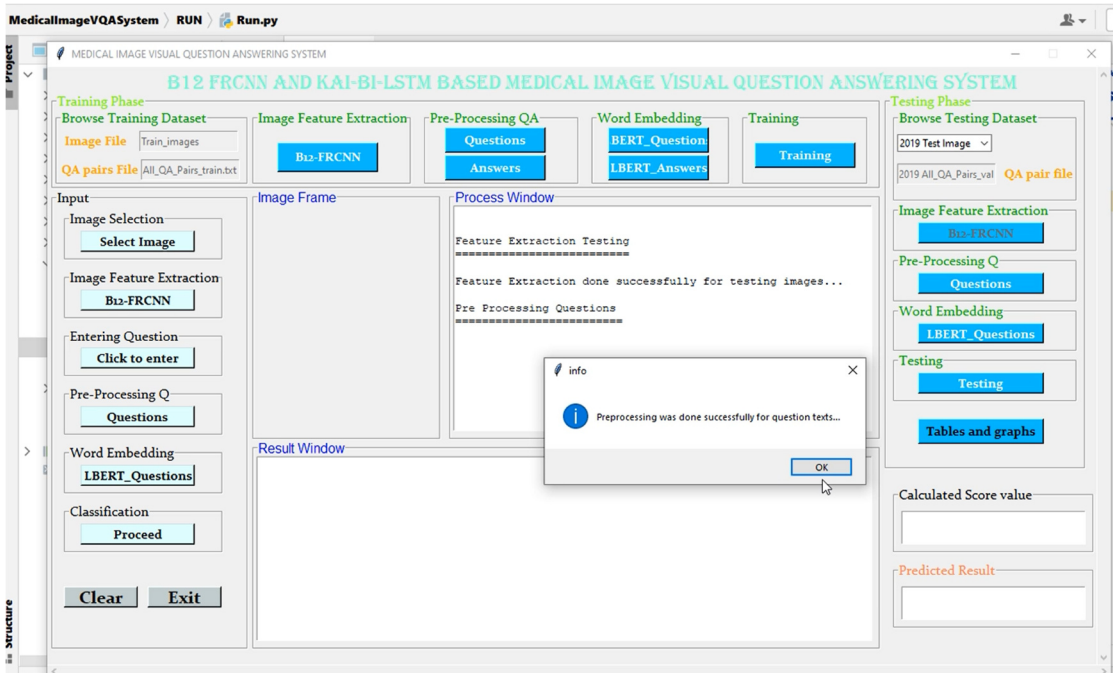 MedicalImageVQASystem RUN Run.py
Project
MEDICAL IMAGE VISUAL QUESTION ANSWERING SYSTEM
B12 FRCNN AND KAI-BI-LSTM BASED MEDICAL IMAGE VISUAL QUESTION ANSWERING SYSTEM
Training Phase
Browse Training Dataset
Image File Train_images
QA pairs File All_QA_Pairs_train.txt
Image Feature Extraction
B12-FRCNN
Pre-Processing QA
Questions
Answers
Word Embedding
BERT_Question
LBERT_Answers
Training
Training
Testing Phase
Browse Testing Dataset
2019 Test Image
2019 All_QA_Pairs_val QA pair file
Image Feature Extraction
B12-FRCNN
Pre-Processing Q
Questions
Word Embedding
LBERT_Questions
Testing
Testing
Tables and graphs
Input
Image Selection
Select Image
Image Feature Extraction
B12-FRCNN
Entering Question
Click to enter
Pre-Processing Q
Questions
Word Embedding
LBERT_Questions
Classification
Proceed
Clear Exit
Image Frame
Process Window
Feature Extraction Testing
==========================
Feature Extraction done successfully for testing images...
Pre Processing Questions
=========================
info
Preprocessing was done successfully for question texts...
OK
Result Window
Calculated Score value
Predicted Result
Structure